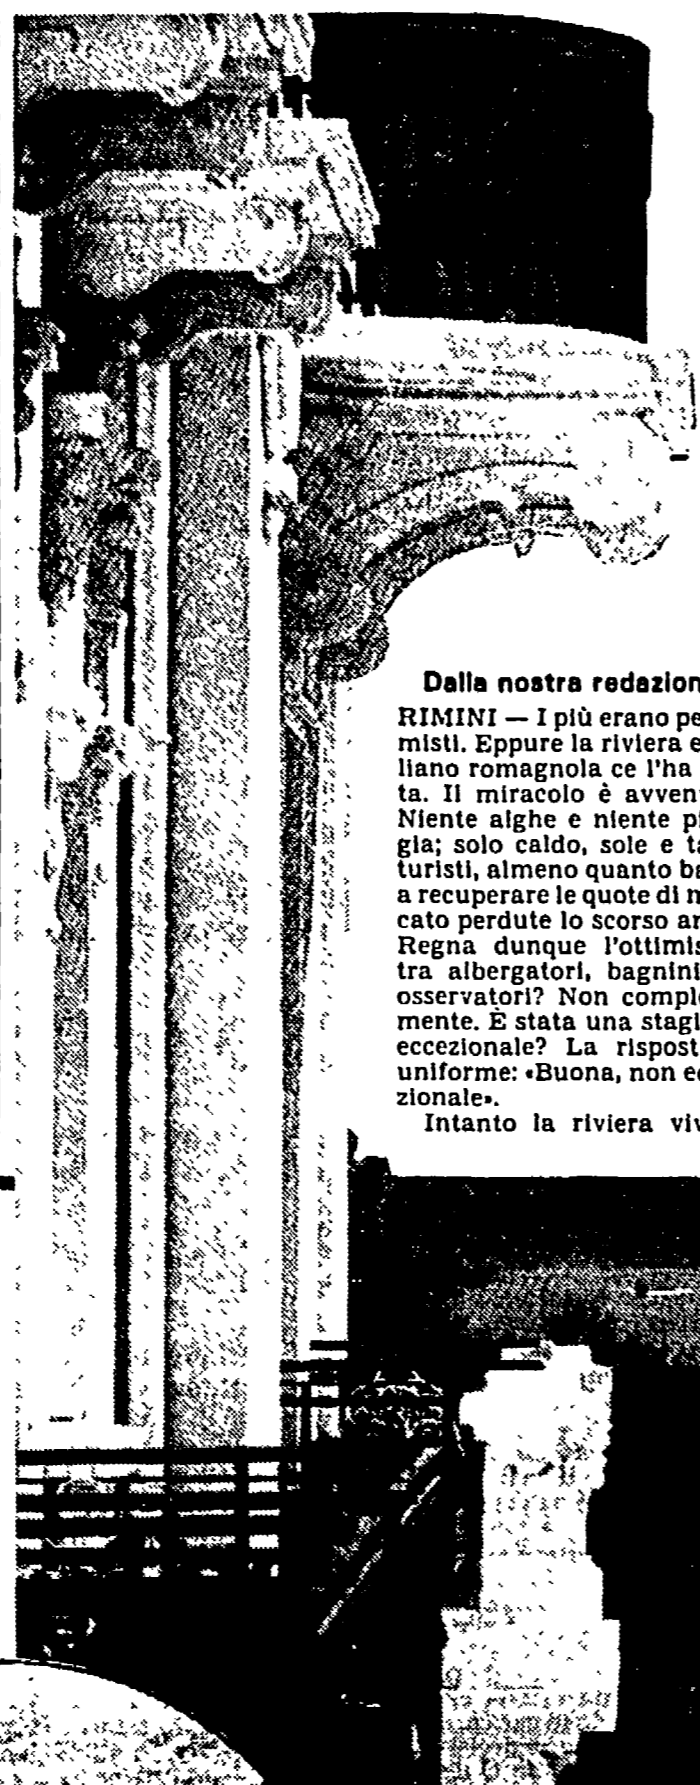 Dalla nostra redazion
RIMINI — I più erano pe
misti. Eppure la riviera e
liano romagnola ce l'ha
ta. Il miracolo è avven
Niente alghe e niente pi
gia; solo caldo, sole e ta
turisti, almeno quanto ba
a recuperare le quote di m
cato perdute lo scorso an
Regna dunque l'ottimis
tra albergatori, bagnini
osservatori? Non comple
mente. È stata una stagi
eccezionale? La rispost
uniforme: «Buona, non ec
zionale».
Intanto la riviera viv